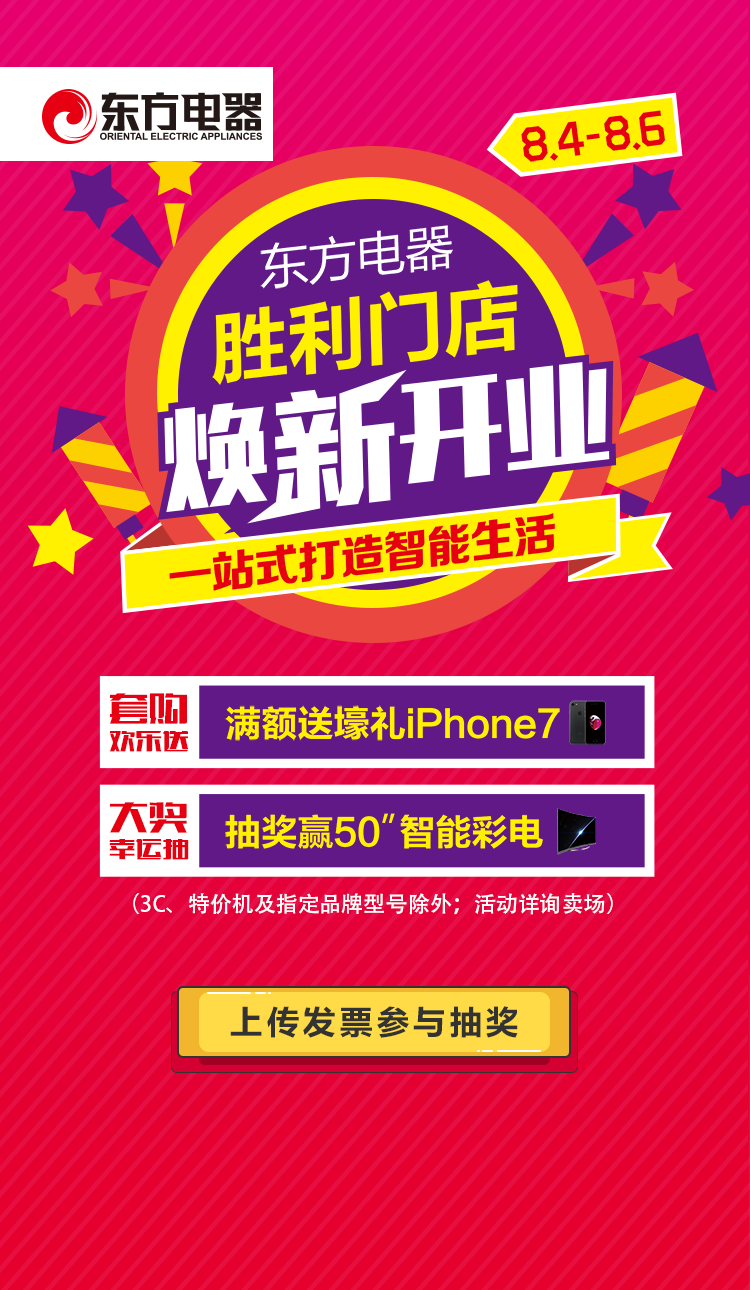 东方电器
ORIENTAL ELECTRIC APPLIANCES
8.4-8.6
东方电器
胜利门店
焕新开业
一站式打造智能生活
套购
欢乐送
满额送壕礼iPhone7
大奖
幸运抽
抽奖赢50″智能彩电
（3C、特价机及指定品牌型号除外；活动详询卖场）
上传发票参与抽奖